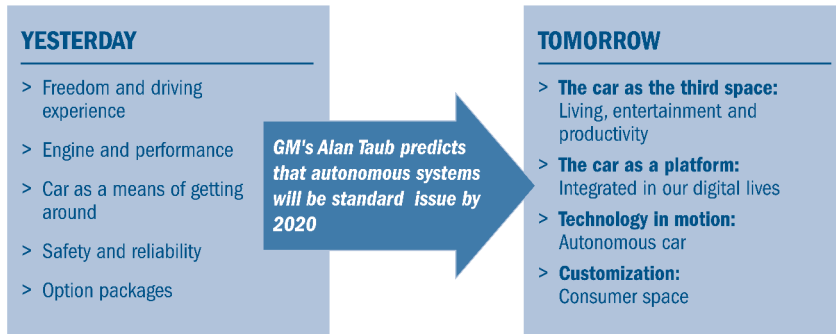 YESTERDAY
> Freedom and driving
experience
> Engine and performance
> Car as a means of getting
around
> Safety and reliability
> Option packages
GM's Alan Taub predicts
that autonomous systems
will be standard issue by
2020
TOMORROW
> The car as the third space:
Living, entertainment and
productivity
> The car as a platform:
Integrated in our digital lives
> Technology in motion:
Autonomous car
> Customization:
Consumer space